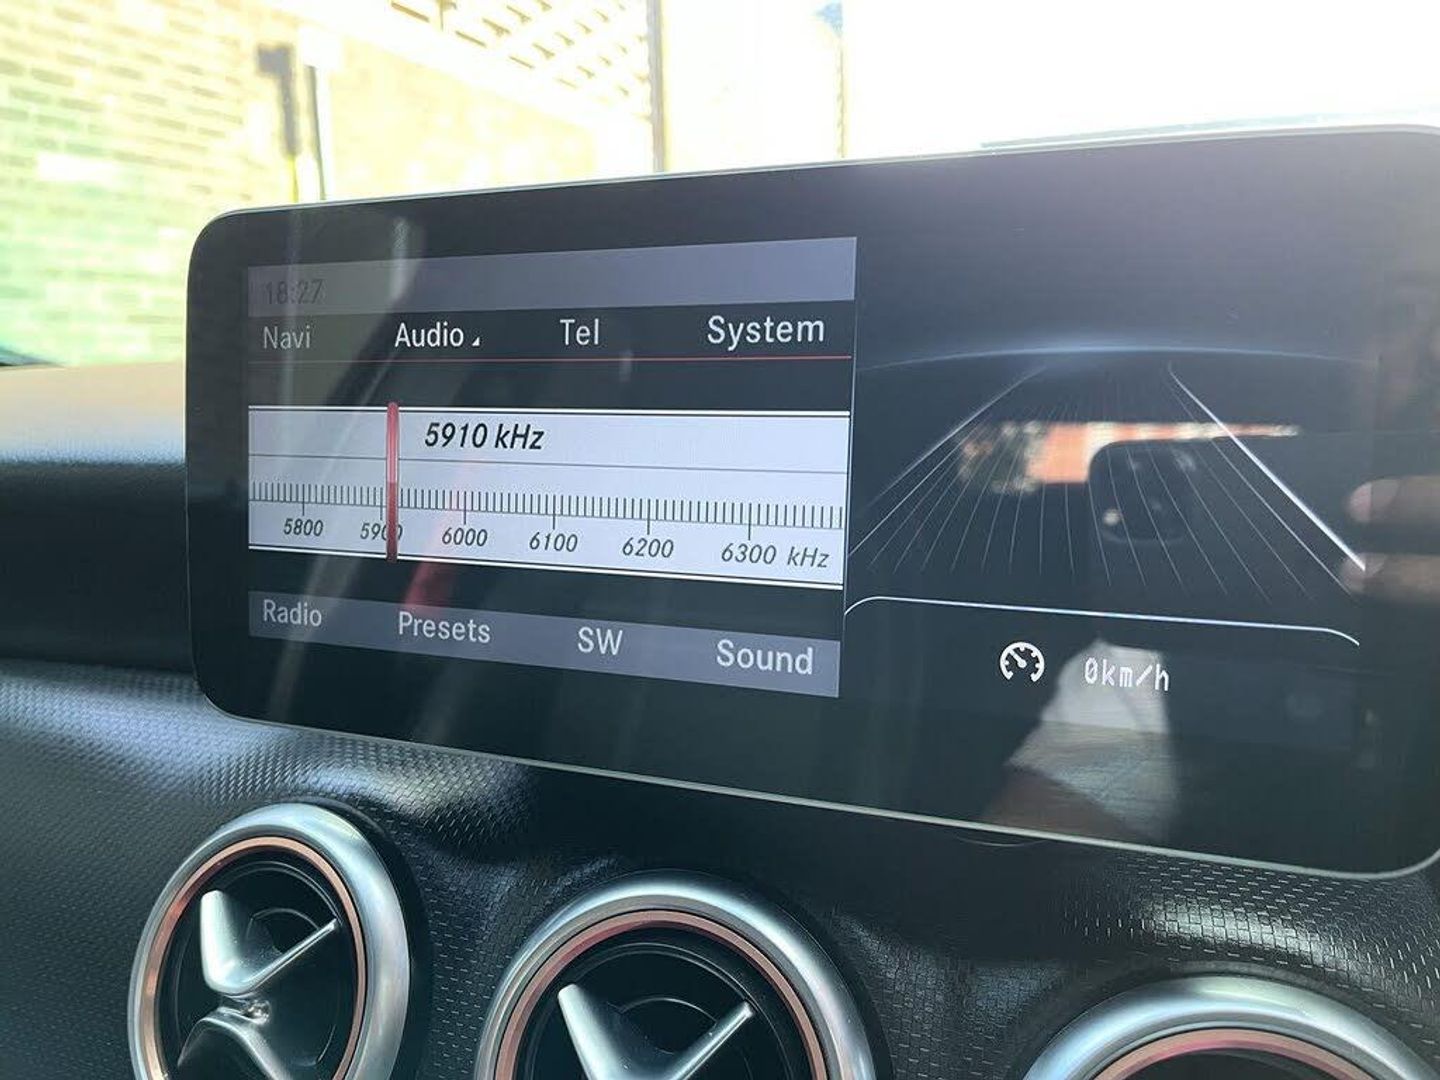 18:27
Navi Audio Tel System
5910 kHz
5800 5900 6000 6100 6200 6300 kHz
Radio Presets SW Sound
0km/h